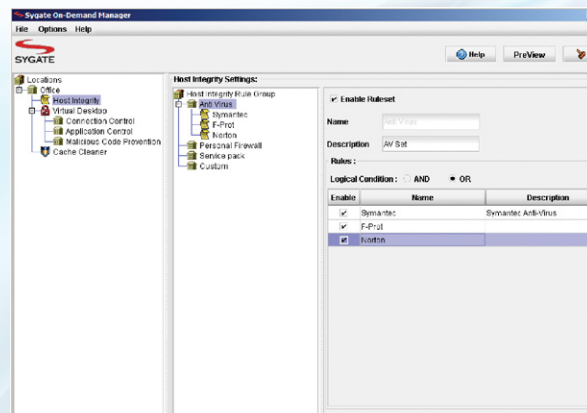 Sygate On-Demand Manager
File Options Help
SYGATE
Help PreView
Locations
Office
Host Integrity
Virtual Desktop
Connection Control
Application Control
Malicious Code Prevention
Cache Cleaner
Host Integrity Settings:
Host Integrity Rule Group
Anti Virus
Symantec
F-Prot
Norton
Personal Firewall
Service pack
Custom
Enable Ruleset
Name Anti Virus
Description AV Set
Rules :
Logical Condition : AND OR
Enable Name Description
Symantec Symantec Anti-Virus
F-Prot
Norton